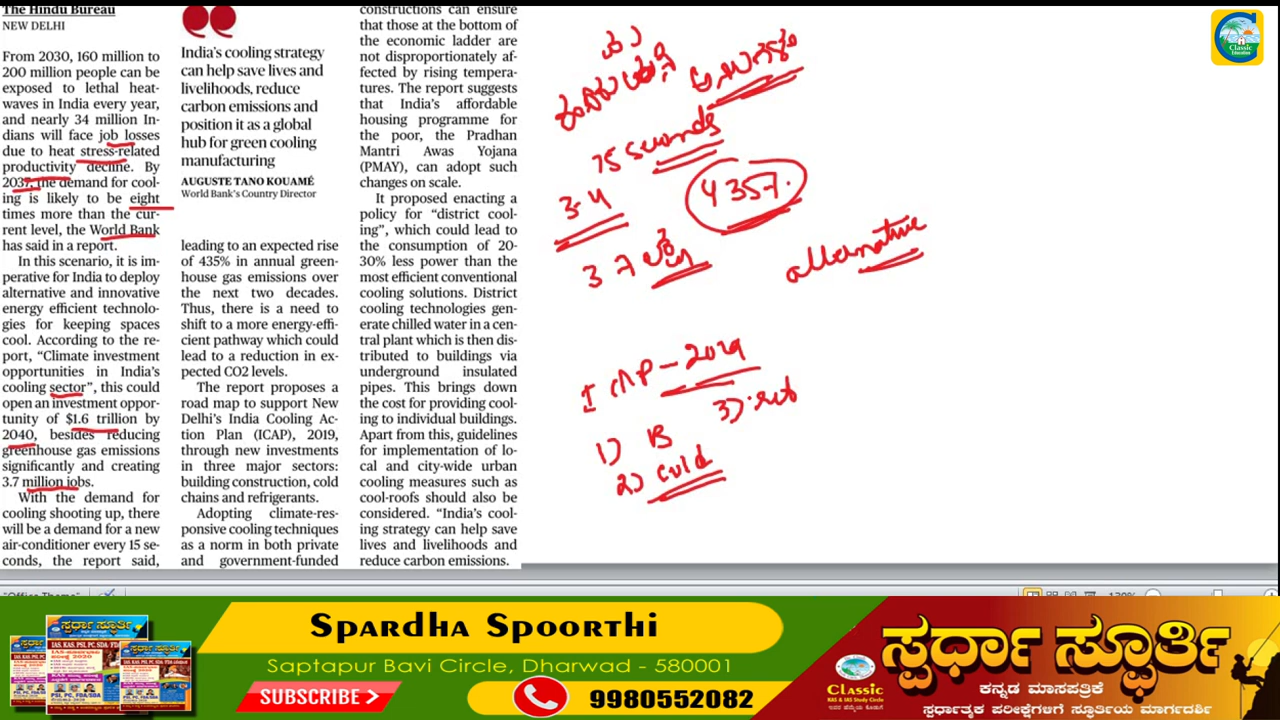 The Hindu Bureau
NEW DELHI
From 2030, 160 million to
200 million people can be
exposed to lethal heat-
waves in India every year,
and nearly 34 million In-
dians will face job losses
due to heat stress-related
productivity decline. By
2037, the demand for cool-
ing is likely to be eight
times more than the cur-
rent level, the World Bank
has said in a report.
In this scenario, it is im-
perative for India to deploy
alternative and innovative
energy efficient technolo-
gies for keeping spaces
cool. According to the re-
port, “Climate investment
opportunities in India’s
cooling sector”, this could
open an investment oppor-
tunity of $1.6 trillion by
2040, besides reducing
greenhouse gas emissions
significantly and creating
3.7 million jobs.
With the demand for
cooling shooting up, there
will be a demand for a new
air-conditioner every 15 se-
conds, the report said,
India’s cooling strategy
can help save lives and
livelihoods, reduce
carbon emissions and
position it as a global
hub for green cooling
manufacturing
AUGUSTE TANO KOUAMÉ
World Bank’s Country Director
leading to an expected rise
of 435% in annual green-
house gas emissions over
the next two decades.
Thus, there is a need to
shift to a more energy-effi-
cient pathway which could
lead to a reduction in ex-
pected CO2 levels.
The report proposes a
road map to support New
Delhi’s India Cooling Ac-
tion Plan (ICAP), 2019,
through new investments
in three major sectors:
building construction, cold
chains and refrigerants.
Adopting climate-res-
ponsive cooling techniques
as a norm in both private
and government-funded
constructions can ensure
that those at the bottom of
the economic ladder are
not disproportionately af-
fected by rising tempera-
tures. The report suggests
that India’s affordable
housing programme for
the poor, the Pradhan
Mantri Awas Yojana
(PMAY), can adopt such
changes on scale.
It proposed enacting a
policy for “district cool-
ing”, which could lead to
the consumption of 20-
30% less power than the
most efficient conventional
cooling solutions. District
cooling technologies gen-
erate chilled water in a cen-
tral plant which is then dis-
tributed to buildings via
underground insulated
pipes. This brings down
the cost for providing cool-
ing to individual buildings.
Apart from this, guidelines
for implementation of lo-
cal and city-wide urban
cooling measures such as
cool-roofs should also be
considered. “India’s cool-
ing strategy can help save
lives and livelihoods and
reduce carbon emissions.
15 seconds
3.4
3.7
alternative
1) B
2) cold
Classic
Education
Spardha Spoorthi
Saptapur Bavi Circle Dharwad - 580001
SUBSCRIBE >
9980552082
Classic
IAS & KAS Study Circle
ಸ್ಪರ್ಧಾ ಸ್ಫೂರ್ತಿ
ಕನ್ನಡ ಮಾಸಪತ್ರಿಕೆ
ಸ್ಪರ್ಧಾತ್ಮಕ ಪರೀಕ್ಷೆಗಳಿಗೆ ಸ್ಫೂರ್ತಿಯ ಮಾರ್ಗದರ್ಶಿ